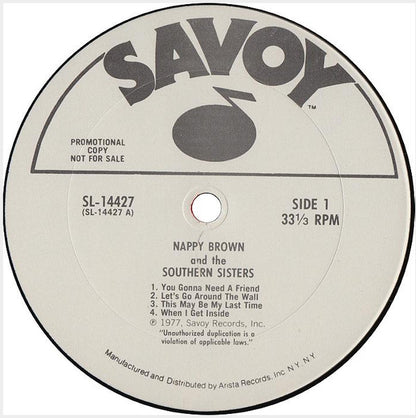 SAVOY
TM
PROMOTIONAL
COPY
NOT FOR SALE
SL-14427
(SL-14427 A)
SIDE 1
33⅓ RPM
NAPPY BROWN
and the
SOUTHERN SISTERS
1. You Gonna Need A Friend
2. Let's Go Around The Wall
3. This May Be My Last Time
4. When I Get Inside
℗ 1977, Savoy Records, Inc.
"Unauthorized duplication is a
violation of applicable laws."
Manufactured and Distributed by Arista Records, Inc NY NY